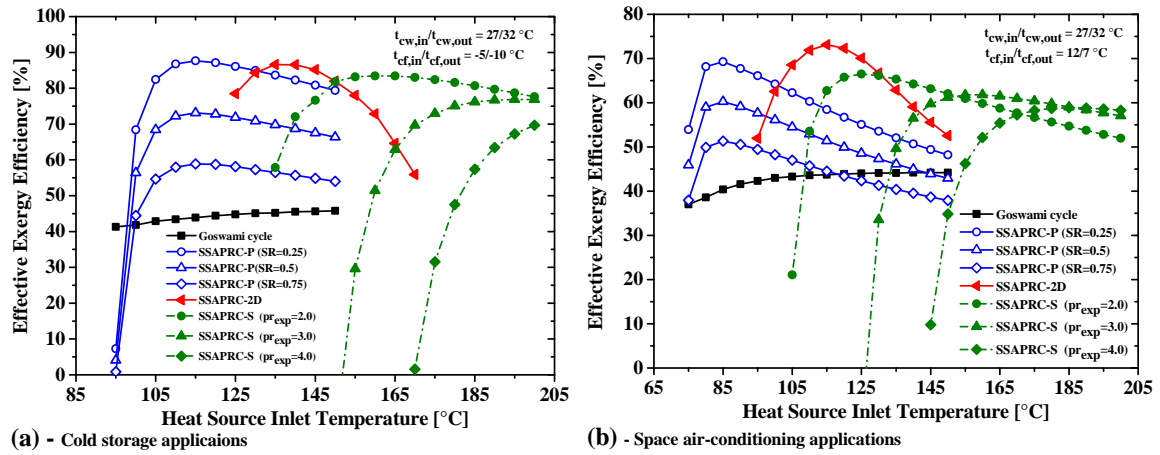 t_cw,in/t_cw,out = 27/32 °C
t_cf,in/t_cf,out = -5/-10 °C
Effective Exergy Efficiency [%]
100
90
80
70
60
50
40
30
20
10
0
Goswami cycle
SSAPRC-P (SR=0.25)
SSAPRC-P(SR=0.5)
SSAPRC-P (SR=0.75)
SSAPRC-2D
SSAPRC-S (pr_exp=2.0)
SSAPRC-S (pr_exp=3.0)
SSAPRC-S (pr_exp=4.0)
85 105 125 145 165 185 205
Heat Source Inlet Temperature [°C]
(a) - Cold storage applicaions
t_cw,in/t_cw,out = 27/32 °C
t_cf,in/t_cf,out = 12/7 °C
Effective Exergy Efficiency [%]
80
70
60
50
40
30
20
10
0
Goswami cycle
SSAPRC-P (SR=0.25)
SSAPRC-P (SR=0.5)
SSAPRC-P (SR=0.75)
SSAPRC-2D
SSAPRC-S (pr_exp=2.0)
SSAPRC-S (pr_exp=3.0)
SSAPRC-S (pr_exp=4.0)
65 85 105 125 145 165 185 205
Heat Source Inlet Temperature [°C]
(b) - Space air-conditioning applications